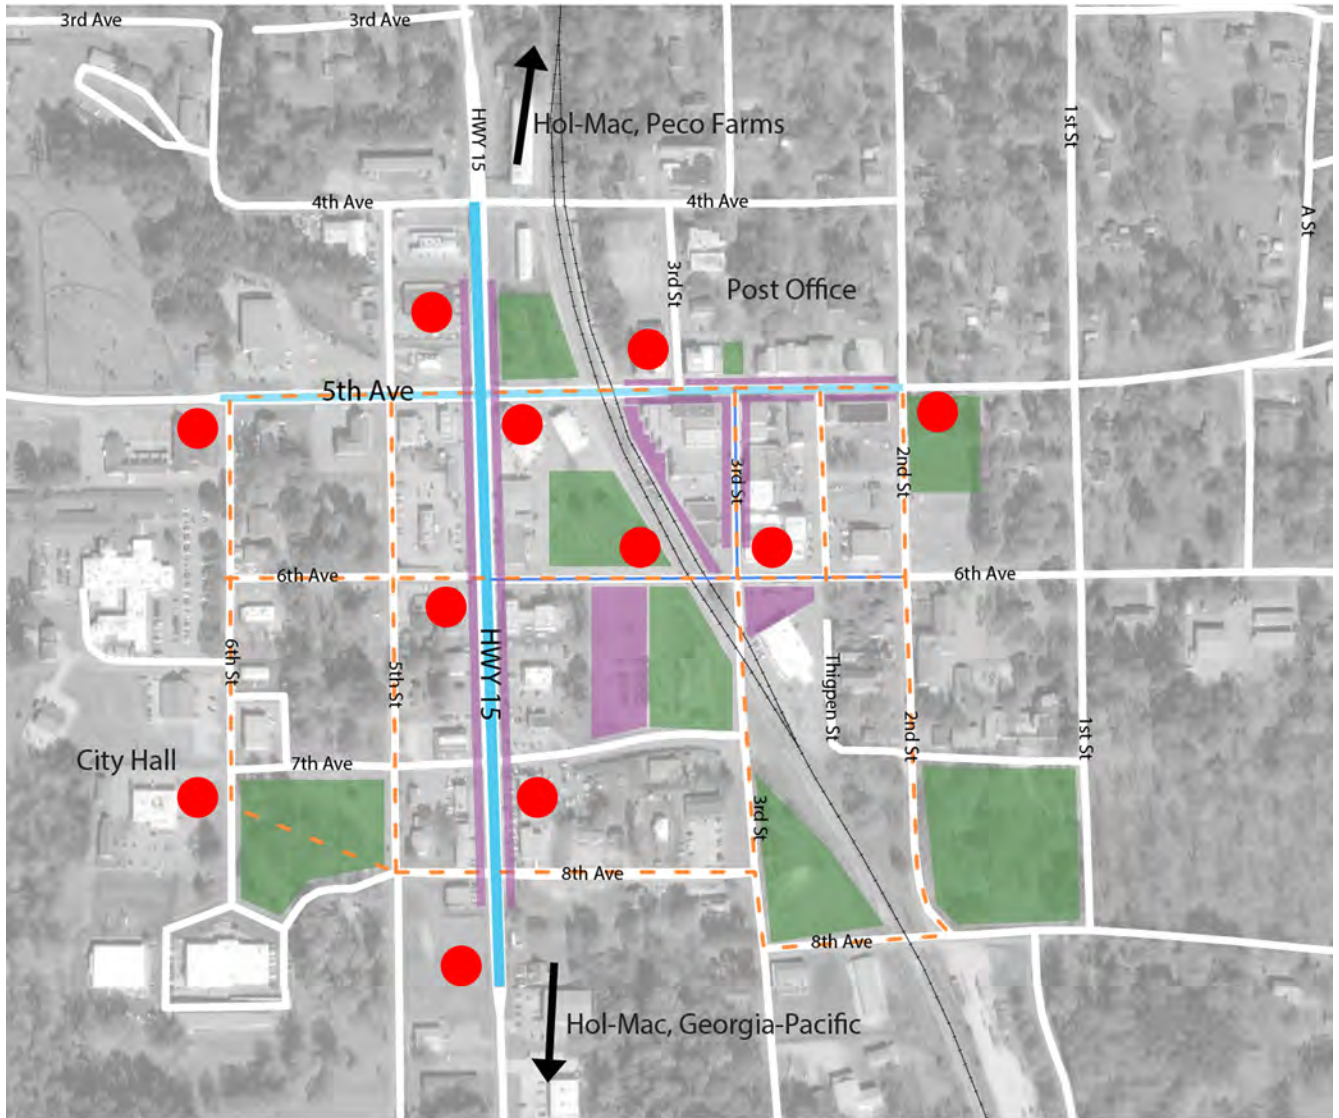 3rd Ave
3rd Ave
HWY 15
Hol-Mac, Peco Farms
1st St
4th Ave
4th Ave
A St
3rd St
Post Office
5th Ave
3rd St
2nd St
6th Ave
6th Ave
6th St
5th St
HWY 15
Thigpen St
2nd St
1st St
City Hall
7th Ave
3rd St
8th Ave
8th Ave
Hol-Mac, Georgia-Pacific